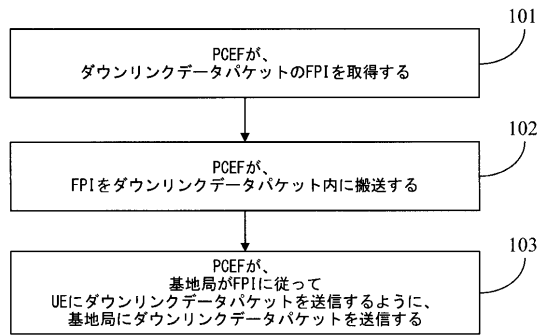 101
PCEFが、
ダウンリンクデータパケットのFPIを取得する
102
PCEFが、
FPIをダウンリンクデータパケット内に搬送する
103
PCEFが、
基地局がFPIに従って
UEにダウンリンクデータパケットを送信するように、
基地局にダウンリンクデータパケットを送信する